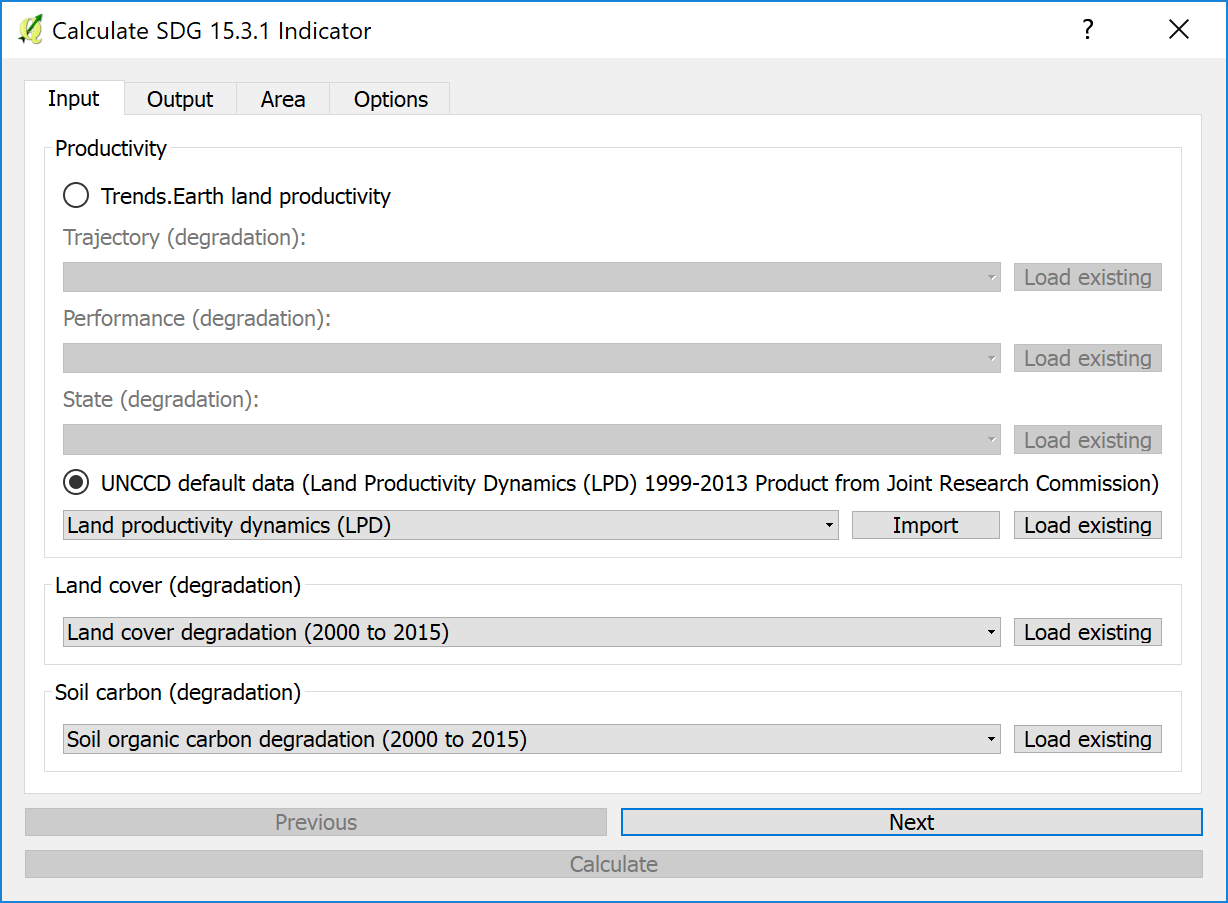 Calculate SDG 15.3.1 Indicator ?
Input Output Area Options
Productivity
Trends.Earth land productivity
Trajectory (degradation):
Load existing
Performance (degradation):
Load existing
State (degradation):
Load existing
UNCCD default data (Land Productivity Dynamics (LPD) 1999-2013 Product from Joint Research Commission)
Land productivity dynamics (LPD) Import Load existing
Land cover (degradation)
Land cover degradation (2000 to 2015) Load existing
Soil carbon (degradation)
Soil organic carbon degradation (2000 to 2015) Load existing
Previous Next
Calculate